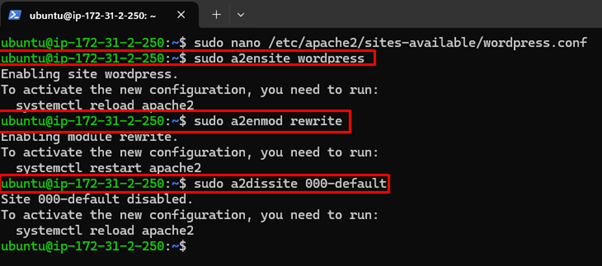 ubuntu@ip-172-31-2-250: ~
ubuntu@ip-172-31-2-250:~$ sudo nano /etc/apache2/sites-available/wordpress.conf
ubuntu@ip-172-31-2-250:~$ sudo a2ensite wordpress
Enabling site wordpress.
To activate the new configuration, you need to run:
  systemctl reload apache2
ubuntu@ip-172-31-2-250:~$ sudo a2enmod rewrite
Enabling module rewrite.
To activate the new configuration, you need to run:
  systemctl restart apache2
ubuntu@ip-172-31-2-250:~$ sudo a2dissite 000-default
Site 000-default disabled.
To activate the new configuration, you need to run:
  systemctl reload apache2
ubuntu@ip-172-31-2-250:~$